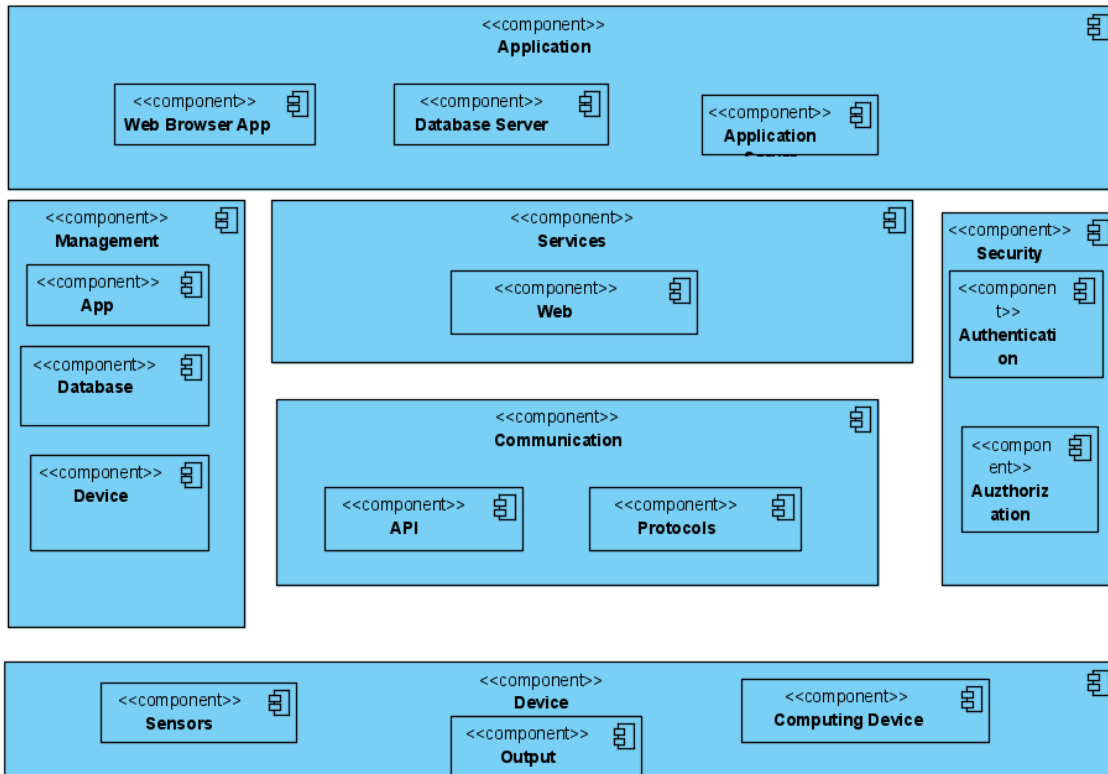 <<component>>
Application
<<component>>
Web Browser App
<<component>>
Database Server
<<component>>
Application
<<component>>
Management
<<component>>
App
<<component>>
Database
<<component>>
Device
<<component>>
Services
<<component>>
Web
<<component>>
Communication
<<component>>
API
<<component>>
Protocols
<<component>>
Security
<<componen
t>>
Authenticati
on
<<compon
ent>>
Auzthoriz
ation
<<component>>
Device
<<component>>
Sensors
<<component>>
Output
<<component>>
Computing Device